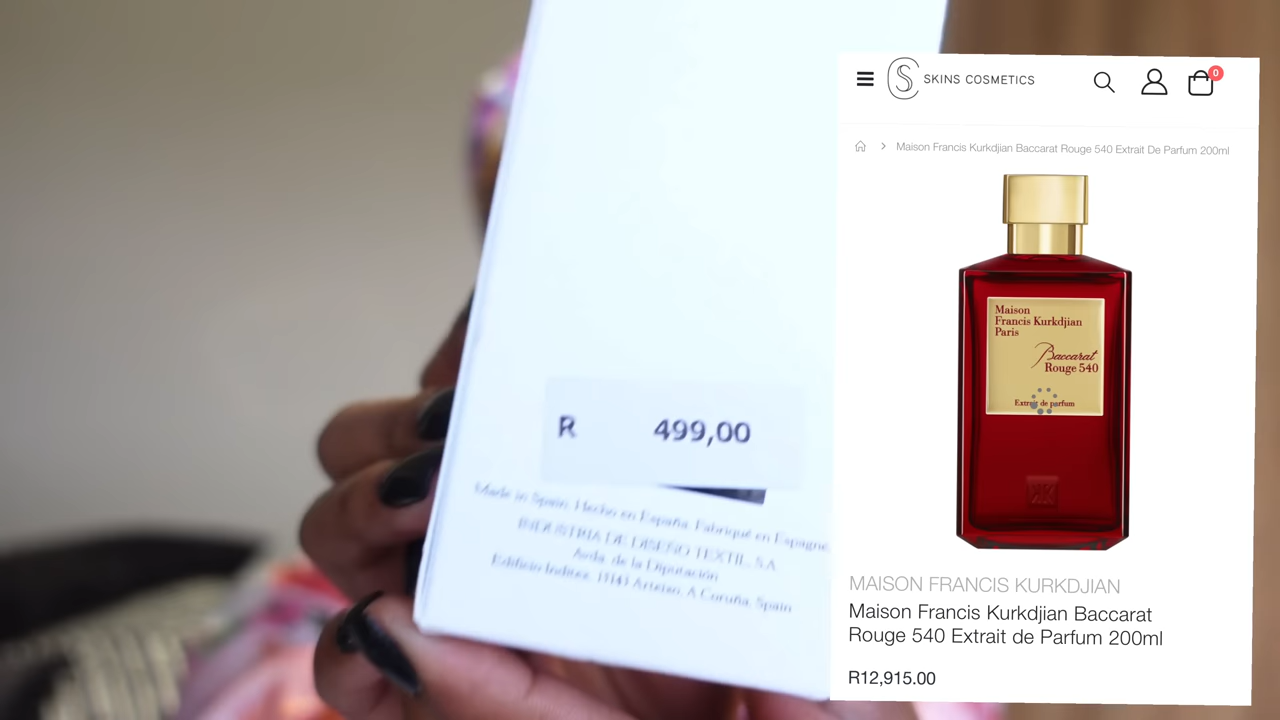 R 499,00
Made in Spain. Hecho en España. Fabriqué en Espagne
INDUSTRIA DE DISEÑO TEXTIL, S.A.
Avda. de la Diputación
Edificio Inditex, 15143 Arteixo, A Coruña, Spain
S SKINS COSMETICS
0
Maison Francis Kurkdjian Baccarat Rouge 540 Extrait De Parfum 200ml
Maison
Francis Kurkdjian
Paris
Baccarat
Rouge 540
Extrait de parfum
MAISON FRANCIS KURKDJIAN
Maison Francis Kurkdjian Baccarat
Rouge 540 Extrait de Parfum 200ml
R12,915.00